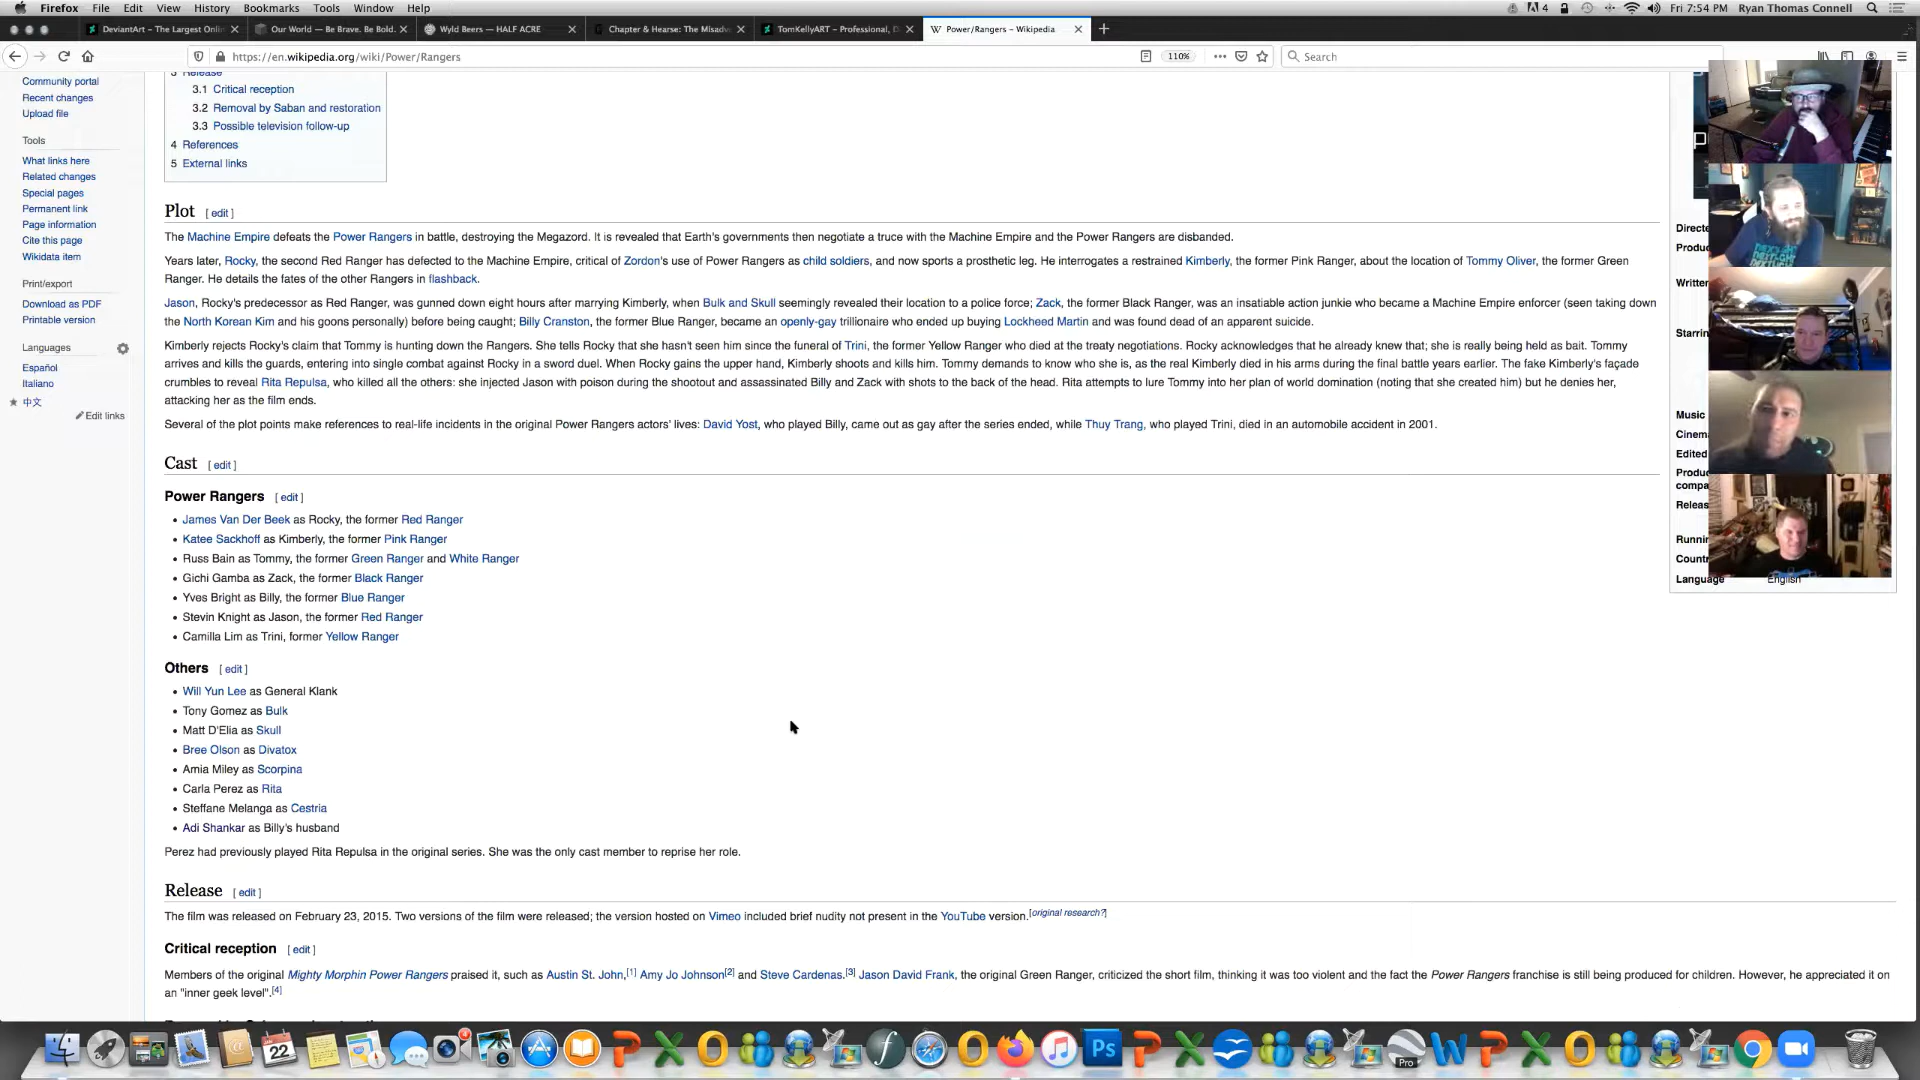 Firefox File Edit View History Bookmarks Tools Window Help
4 Fri 7:54 PM Ryan Thomas Connell
DeviantArt – The Largest Onlin
Our World — Be Brave. Be Bold.
Wyld Beers — HALF ACRE
Chapter & Hearse: The Misadv
TomKellyART - Professional, D
W Power/Rangers – Wikipedia
https://en.wikipedia.org/wiki/Power/Rangers
110%
Search
Community portal
Recent changes
Upload file
Tools
What links here
Related changes
Special pages
Permanent link
Page information
Cite this page
Wikidata item
Print/export
Download as PDF
Printable version
Languages
Español
Italiano
中文
Edit links
3 Release
3.1 Critical reception
3.2 Removal by Saban and restoration
3.3 Possible television follow-up
4 References
5 External links
Plot [ edit ]
The Machine Empire defeats the Power Rangers in battle, destroying the Megazord. It is revealed that Earth's governments then negotiate a truce with the Machine Empire and the Power Rangers are disbanded.
Years later, Rocky, the second Red Ranger has defected to the Machine Empire, critical of Zordon's use of Power Rangers as child soldiers, and now sports a prosthetic leg. He interrogates a restrained Kimberly, the former Pink Ranger, about the location of Tommy Oliver, the former Green
Ranger. He details the fates of the other Rangers in flashback.
Jason, Rocky's predecessor as Red Ranger, was gunned down eight hours after marrying Kimberly, when Bulk and Skull seemingly revealed their location to a police force; Zack, the former Black Ranger, was an insatiable action junkie who became a Machine Empire enforcer (seen taking down
the North Korean Kim and his goons personally) before being caught; Billy Cranston, the former Blue Ranger, became an openly-gay trillionaire who ended up buying Lockheed Martin and was found dead of an apparent suicide.
Kimberly rejects Rocky's claim that Tommy is hunting down the Rangers. She tells Rocky that she hasn't seen him since the funeral of Trini, the former Yellow Ranger who died at the treaty negotiations. Rocky acknowledges that he already knew that; she is really being held as bait. Tommy
arrives and kills the guards, entering into single combat against Rocky in a sword duel. When Rocky gains the upper hand, Kimberly shoots and kills him. Tommy demands to know who she is, as the real Kimberly died in his arms during the final battle years earlier. The fake Kimberly's façade
crumbles to reveal Rita Repulsa, who killed all the others: she injected Jason with poison during the shootout and assassinated Billy and Zack with shots to the back of the head. Rita attempts to lure Tommy into her plan of world domination (noting that she created him) but he denies her,
attacking her as the film ends.
Several of the plot points make references to real-life incidents in the original Power Rangers actors' lives: David Yost, who played Billy, came out as gay after the series ended, while Thuy Trang, who played Trini, died in an automobile accident in 2001.
Cast [ edit ]
Power Rangers [ edit ]
• James Van Der Beek as Rocky, the former Red Ranger
• Katee Sackhoff as Kimberly, the former Pink Ranger
• Russ Bain as Tommy, the former Green Ranger and White Ranger
• Gichi Gamba as Zack, the former Black Ranger
• Yves Bright as Billy, the former Blue Ranger
• Stevin Knight as Jason, the former Red Ranger
• Camilla Lim as Trini, former Yellow Ranger
Others [ edit ]
• Will Yun Lee as General Klank
• Tony Gomez as Bulk
• Matt D'Elia as Skull
• Bree Olson as Divatox
• Amia Miley as Scorpina
• Carla Perez as Rita
• Steffane Melanga as Cestria
• Adi Shankar as Billy's husband
Perez had previously played Rita Repulsa in the original series. She was the only cast member to reprise her role.
Release [ edit ]
The film was released on February 23, 2015. Two versions of the film were released; the version hosted on Vimeo included brief nudity not present in the YouTube version.[original research?]
Critical reception [ edit ]
Members of the original Mighty Morphin Power Rangers praised it, such as Austin St. John,[1] Amy Jo Johnson[2] and Steve Cardenas.[3] Jason David Frank, the original Green Ranger, criticized the short film, thinking it was too violent and the fact the Power Rangers franchise is still being produced for children. However, he appreciated it on
an "inner geek level".[4]
Directe
Produc
Written
Starrin
Music
Cinem
Edited
Produc
compa
Releas
Runnin
Countr
Language English
22
Ps
Pro